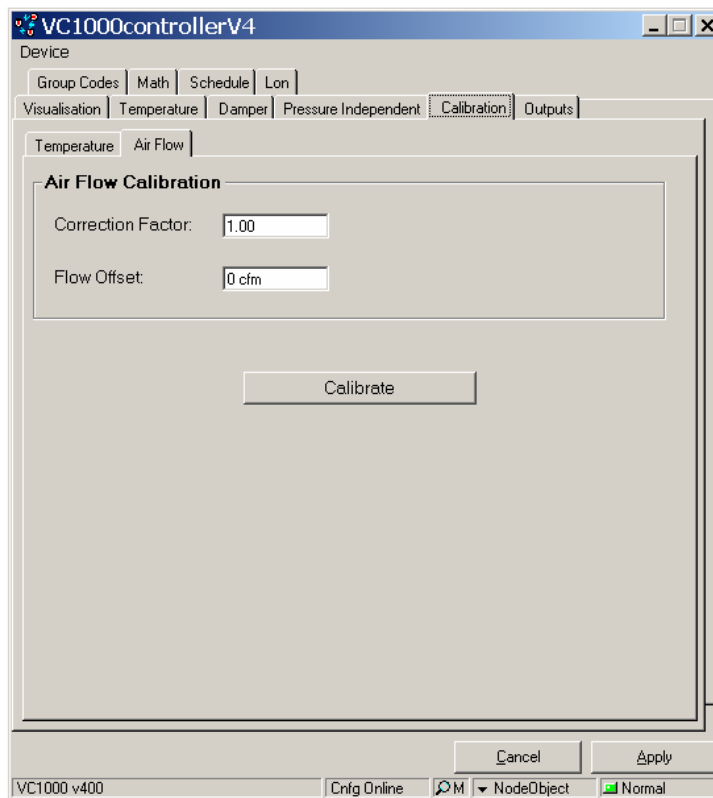 VC1000controllerV4
Device
Group Codes Math Schedule Lon
Visualisation Temperature Damper Pressure Independent Calibration Outputs
Temperature Air Flow
Air Flow Calibration
Correction Factor: 1.00
Flow Offset: 0 cfm
Calibrate
Cancel Apply
VC1000 v400 Cnfg Online M NodeObject Normal